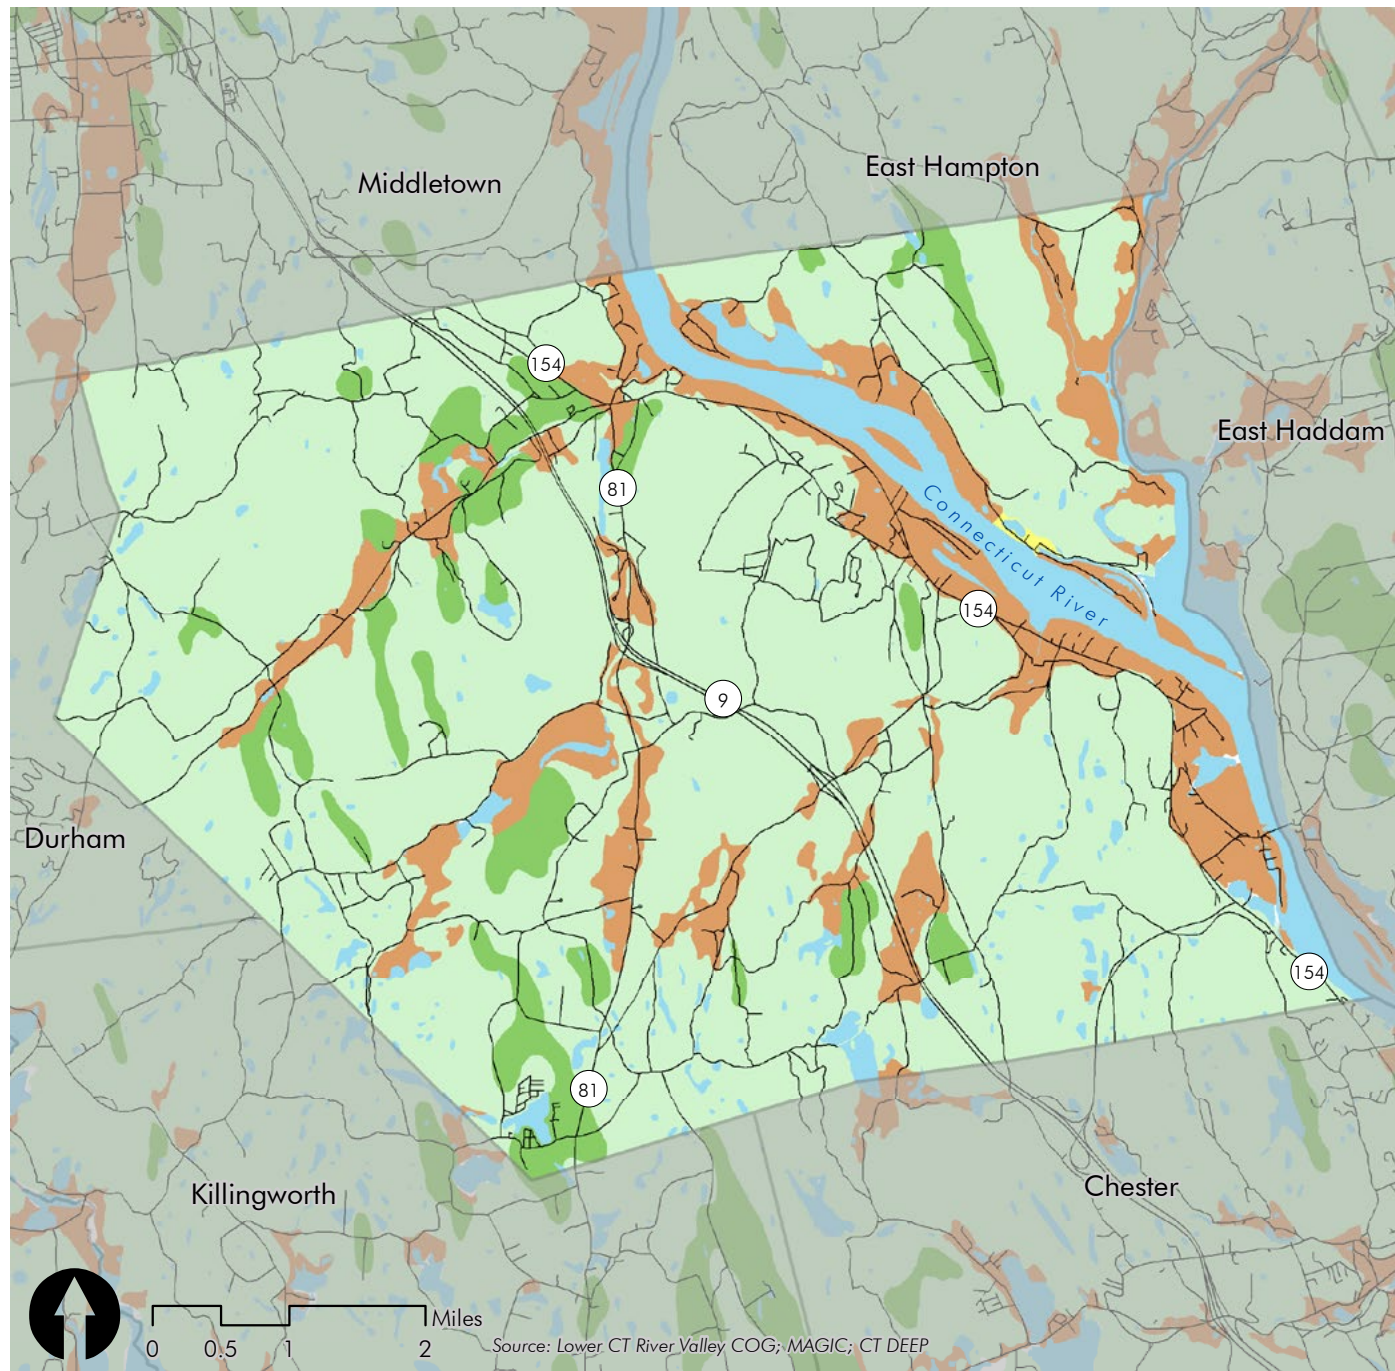 East Hampton
Middletown
154
East Haddam
81
Connecticut River
154
9
Durham
154
81
Killingworth
Chester
Miles
0 0.5 1 2
Source: Lower CT River Valley COG; MAGIC; CT DEEP